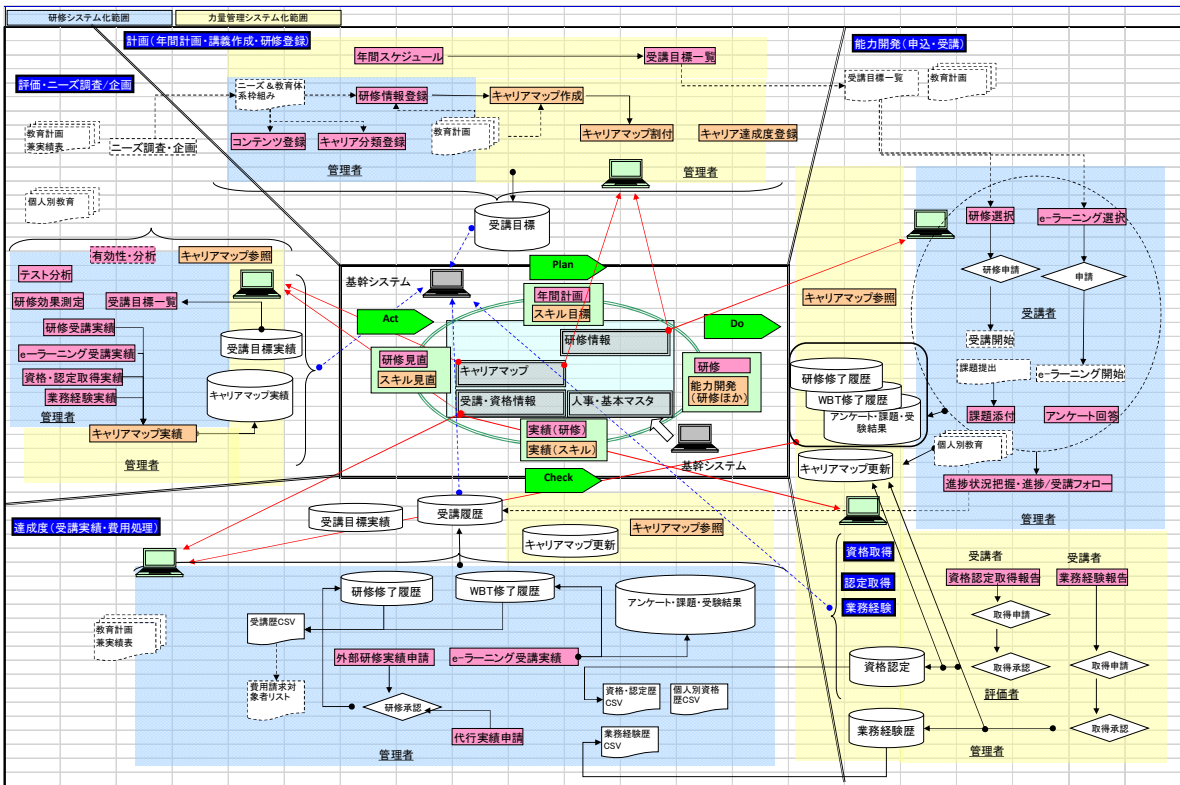 研修システム化範囲
力量管理システム化範囲
計画(年間計画・講義作成・研修登録)
能力開発(申込・受講)
評価・ニーズ調査/企画
年間スケジュール
受講目標一覧
受講目標一覧
教育計画
ニーズ&教育体
系枠組み
研修情報登録
キャリアマップ作成
教育計画
兼実績表
ニーズ調査・企画
コンテンツ登録
キャリア分類登録
教育計画
キャリアマップ割付
キャリア達成度登録
管理者
管理者
個人別教育
受講目標
研修選択
e-ラーニング選択
有効性・分析
キャリアマップ参照
テスト分析
研修効果測定
受講目標一覧
研修受講実績
e-ラーニング受講実績
資格・認定取得実績
業務経験実績
管理者
キャリアマップ実績
管理者
受講目標実績
キャリアマップ実績
基幹システム
Plan
Act
Do
Check
年間計画
スキル目標
研修情報
研修見直
スキル見直
キャリアマップ
受講・資格情報
人事・基本マスタ
研修
能力開発
(研修ほか)
実績(研修)
実績(スキル)
基幹システム
キャリアマップ参照
研修申請
申請
受講者
受講開始
課題提出
e-ラーニング開始
研修修了履歴
WBT修了履歴
アンケート・課題・受
験結果
課題添付
アンケート回答
個人別教育
キャリアマップ更新
進捗状況把握・進捗/受講フォロー
管理者
達成度(受講実績・費用処理)
受講目標実績
受講履歴
キャリアマップ更新
キャリアマップ参照
資格取得
認定取得
業務経験
受講者
受講者
資格認定取得報告
業務経験報告
取得申請
取得承認
取得申請
取得承認
評価者
管理者
資格認定
業務経験歴
研修修了履歴
WBT修了履歴
アンケート・課題・受験結果
教育計画
兼実績表
受講歴CSV
外部研修実績申請
e-ラーニング受講実績
費用請求対
象者リスト
研修承認
代行実績申請
資格・認定歴
CSV
個人別資格
歴CSV
業務経験歴
CSV
管理者